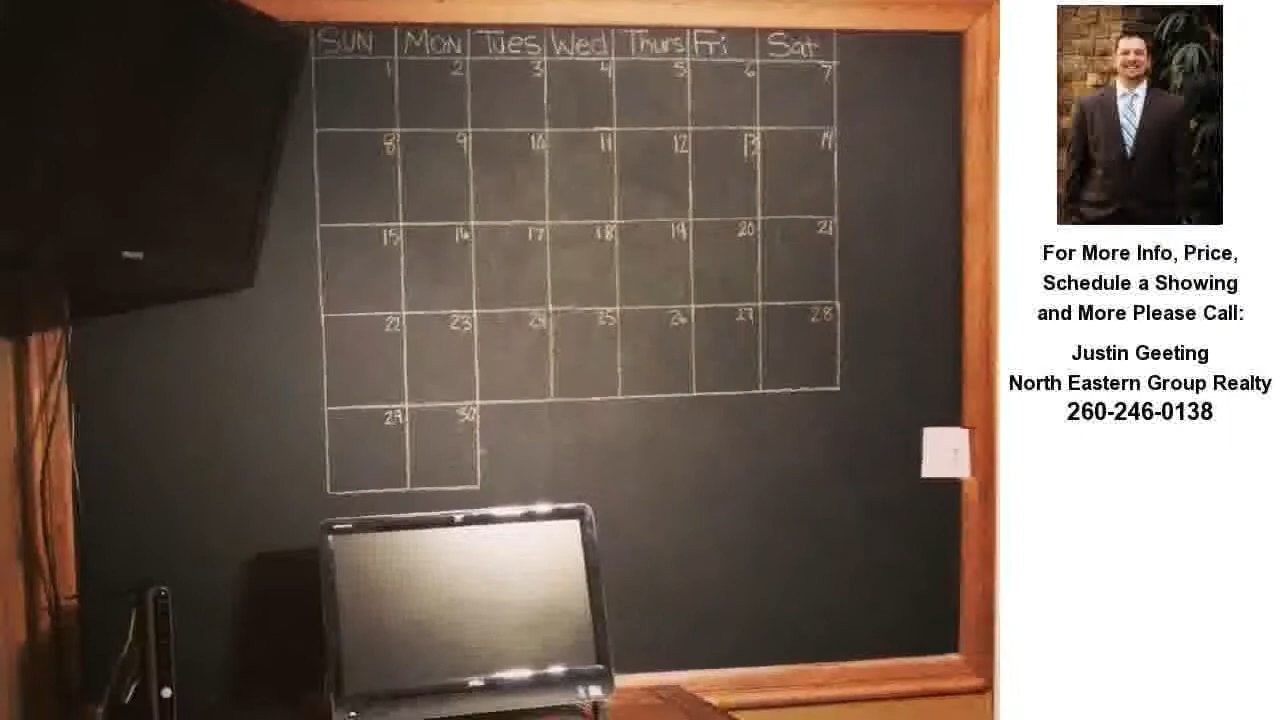 SUN Mon Tues Wed Thurs Fri Sat
1 2 3 4 5 6 7
8 9 10 11 12 13 14
15 16 17 18 19 20 21
22 23 24 25 26 27 28
29 30
For More Info, Price,
Schedule a Showing
and More Please Call:
Justin Geeting
North Eastern Group Realty
260-246-0138